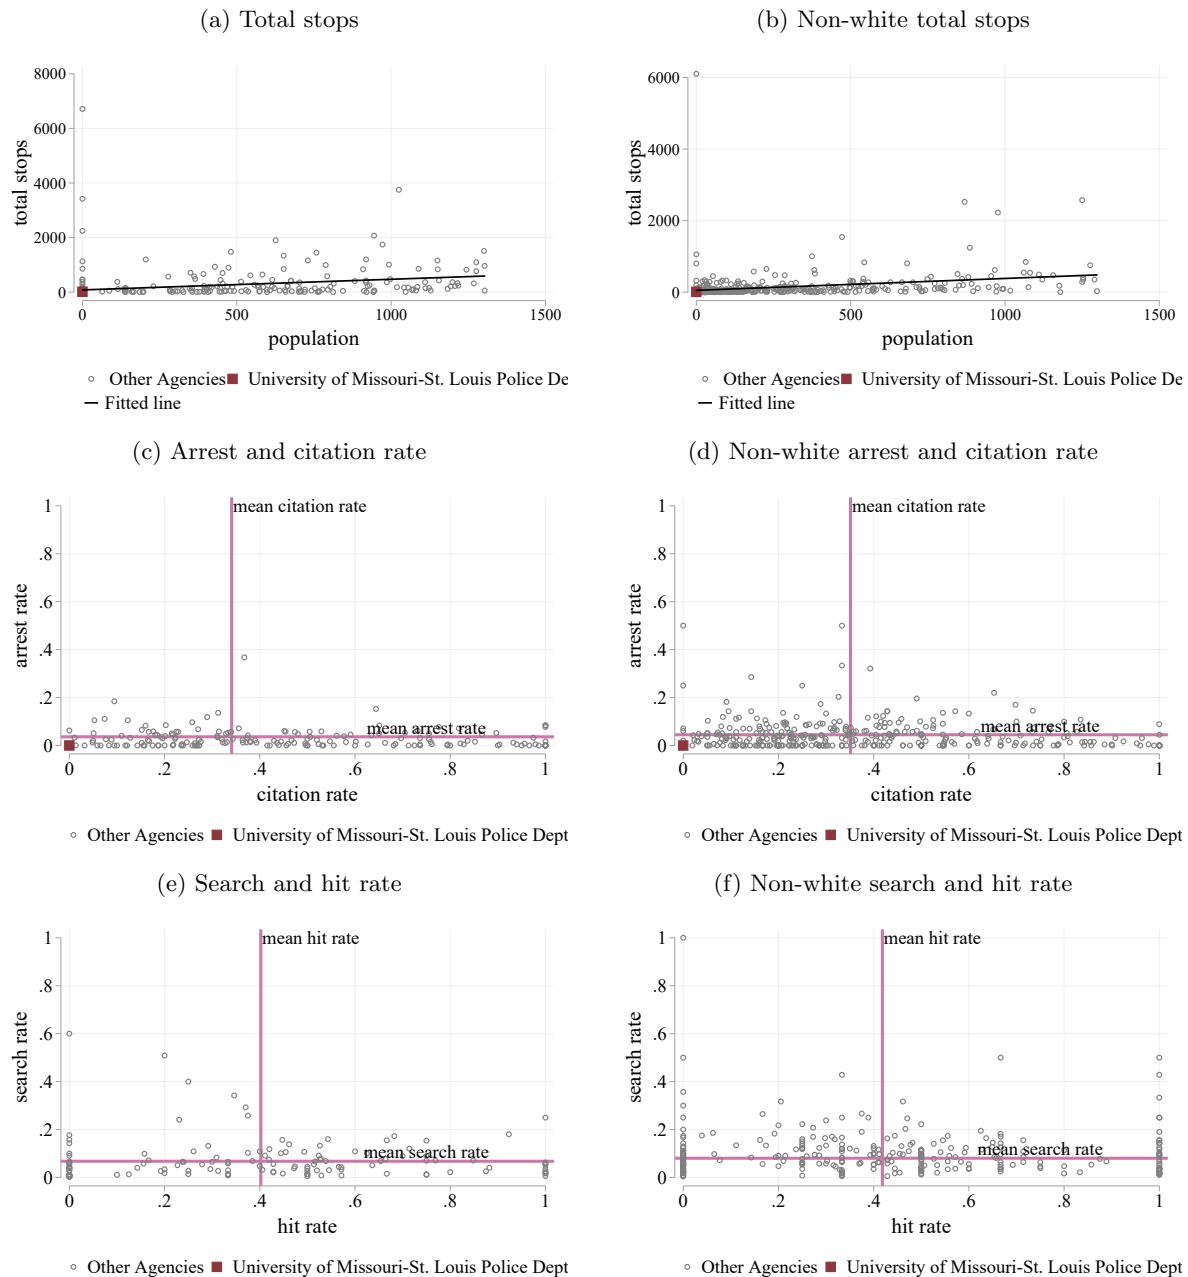 (a) Total stops
(b) Non-white total stops
8000
6000
4000
2000
0
total stops
0 500 1000 1500
population
○ Other Agencies ■ University of Missouri-St. Louis Police De
— Fitted line
6000
4000
2000
0
total stops
0 500 1000 1500
population
○ Other Agencies ■ University of Missouri-St. Louis Police De
— Fitted line
(c) Arrest and citation rate
(d) Non-white arrest and citation rate
1
.8
.6
.4
.2
0
arrest rate
mean citation rate
mean arrest rate
0 .2 .4 .6 .8 1
citation rate
○ Other Agencies ■ University of Missouri-St. Louis Police Dept
1
.8
.6
.4
.2
0
arrest rate
mean citation rate
mean arrest rate
0 .2 .4 .6 .8 1
citation rate
○ Other Agencies ■ University of Missouri-St. Louis Police Dept
(e) Search and hit rate
(f) Non-white search and hit rate
1
.8
.6
.4
.2
0
search rate
mean hit rate
mean search rate
0 .2 .4 .6 .8 1
hit rate
○ Other Agencies ■ University of Missouri-St. Louis Police Dept
1
.8
.6
.4
.2
0
search rate
mean hit rate
mean search rate
0 .2 .4 .6 .8 1
hit rate
○ Other Agencies ■ University of Missouri-St. Louis Police Dept